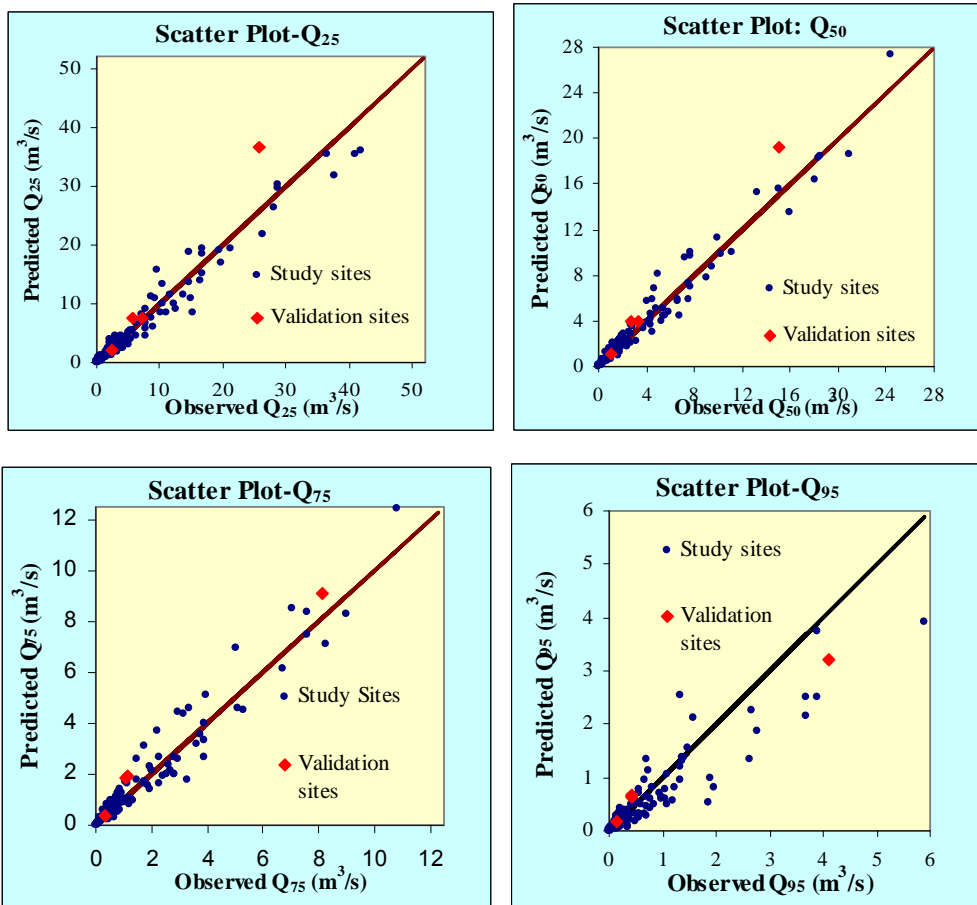 Scatter Plot-Q25
Predicted Q25 (m3/s)
50
40
30
20
10
0
Study sites
Validation sites
0 10 20 30 40 50
Observed Q25 (m3/s)
Scatter Plot: Q50
Predicted Q50 (m3/s)
28
24
20
16
12
8
4
0
Study sites
Validation sites
0 4 8 12 16 20 24 28
Observed Q50 (m3/s)
Scatter Plot-Q75
Predicted Q75 (m3/s)
12
10
8
6
4
2
0
Study Sites
Validation
sites
0 2 4 6 8 10 12
Observed Q75 (m3/s)
Scatter Plot-Q95
Predicted Q95 (m3/s)
6
5
4
3
2
1
0
Study sites
Validation
sites
0 1 2 3 4 5 6
Observed Q95 (m3/s)